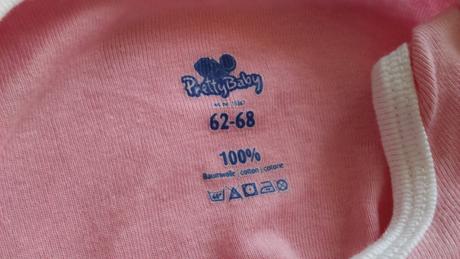 PrettyBaby
62-68
100%
Baumwolle / cotton / cotone